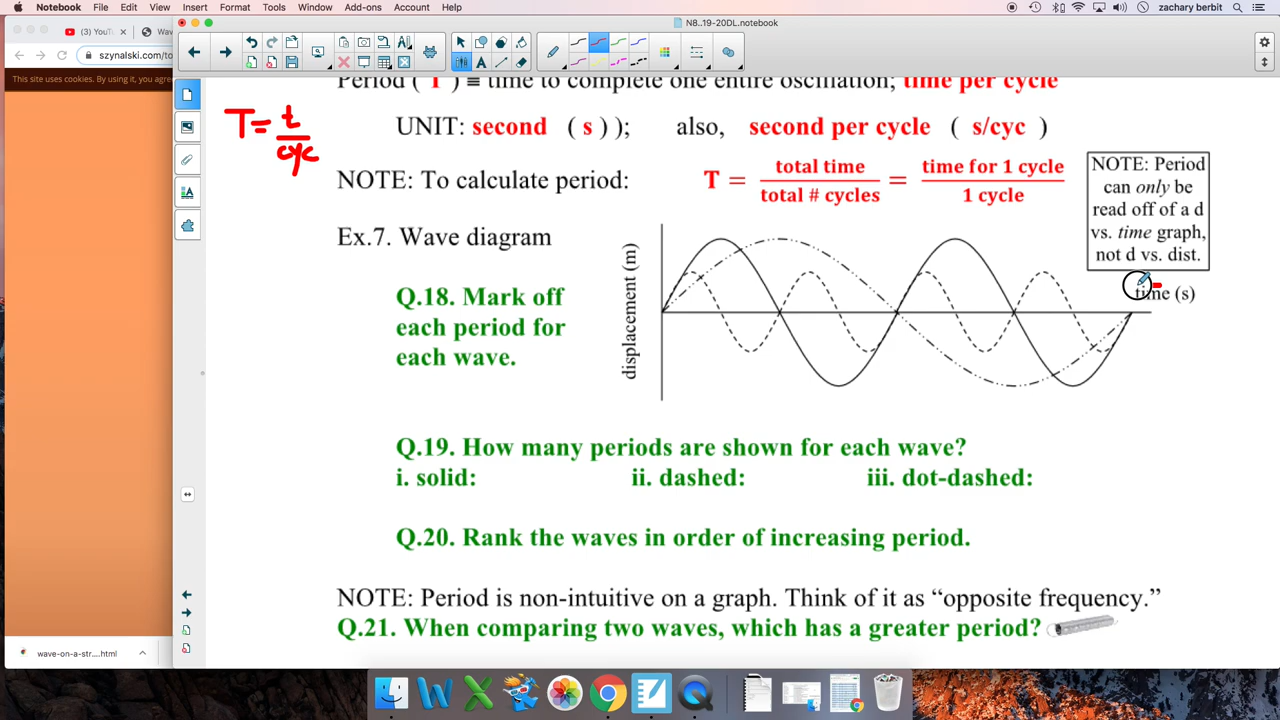 Notebook File Edit View Insert Format Tools Window Account Help zachary berbit
N8..19-20DL.notebook
(3) (YouT
Wav
szynalski.com/to
This site uses cookies. By using it, you agree
Period ( T ) ≡ time to complete one entire oscillation; time per cycle
T= t/cyc
UNIT: second ( s ) ); also, second per cycle ( s/cyc )
NOTE: To calculate period: T = total time/total # cycles = time for 1 cycle/1 cycle
NOTE: Period
can only be
read off of a d
vs. time graph,
not d vs. dist.
Ex.7. Wave diagram
displacement (m)
time (s)
Q.18. Mark off
each period for
each wave.
Q.19. How many periods are shown for each wave?
i. solid: ii. dashed: iii. dot-dashed:
Q.20. Rank the waves in order of increasing period.
NOTE: Period is non-intuitive on a graph. Think of it as “opposite frequency.”
Q.21. When comparing two waves, which has a greater period?
wave-on-a-str....html